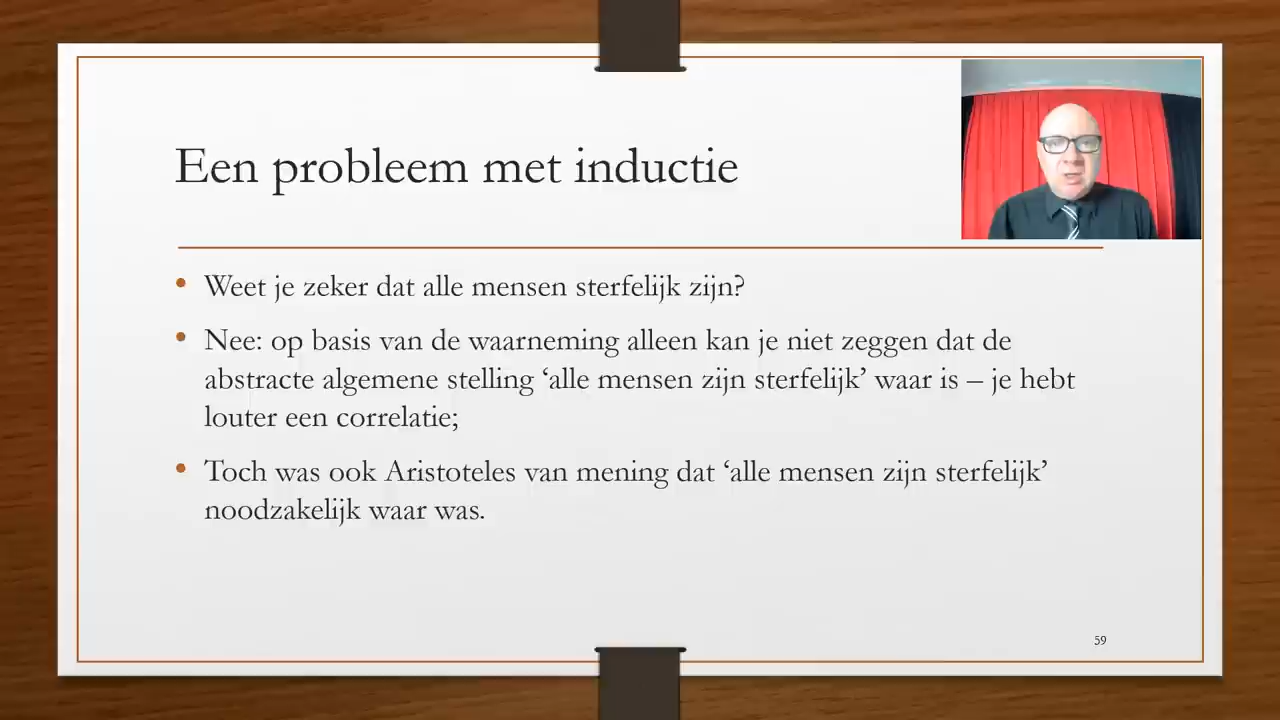 Een probleem met inductie
• Weet je zeker dat alle mensen sterfelijk zijn?
• Nee: op basis van de waarneming alleen kan je niet zeggen dat de
abstracte algemene stelling ‘alle mensen zijn sterfelijk’ waar is – je hebt
louter een correlatie;
• Toch was ook Aristoteles van mening dat ‘alle mensen zijn sterfelijk’
noodzakelijk waar was.
59